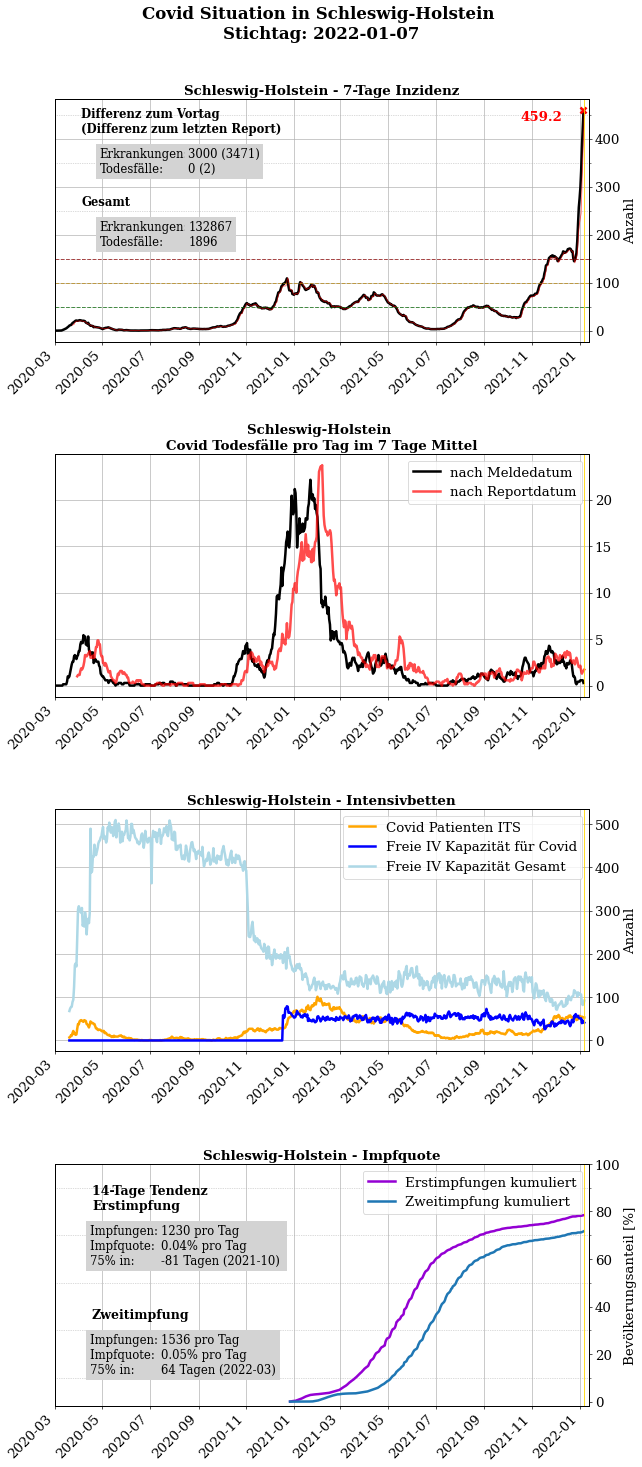 Covid Situation in Schleswig-Holstein
Stichtag: 2022-01-07
Schleswig-Holstein - 7-Tage Inzidenz
Differenz zum Vortag
(Differenz zum letzten Report)
Erkrankungen 3000 (3471)
Todesfälle: 0 (2)
Gesamt
Erkrankungen 132867
Todesfälle: 1896
459.2
400
300
200
100
0
Anzahl
2020-03
2020-05
2020-07
2020-09
2020-11
2021-01
2021-03
2021-05
2021-07
2021-09
2021-11
2022-01
Schleswig-Holstein
Covid Todesfälle pro Tag im 7 Tage Mittel
nach Meldedatum
nach Reportdatum
20
15
10
5
0
2020-03
2020-05
2020-07
2020-09
2020-11
2021-01
2021-03
2021-05
2021-07
2021-09
2021-11
2022-01
Schleswig-Holstein - Intensivbetten
Covid Patienten ITS
Freie IV Kapazität für Covid
Freie IV Kapazität Gesamt
500
400
300
200
100
0
Anzahl
2020-03
2020-05
2020-07
2020-09
2020-11
2021-01
2021-03
2021-05
2021-07
2021-09
2021-11
2022-01
Schleswig-Holstein - Impfquote
14-Tage Tendenz
Erstimpfung
Impfungen: 1230 pro Tag
Impfquote: 0.04% pro Tag
75% in: -81 Tagen (2021-10)
Zweitimpfung
Impfungen: 1536 pro Tag
Impfquote: 0.05% pro Tag
75% in: 64 Tagen (2022-03)
Erstimpfungen kumuliert
Zweitimpfung kumuliert
100
80
60
40
20
0
Bevölkerungsanteil [%]
2020-03
2020-05
2020-07
2020-09
2020-11
2021-01
2021-03
2021-05
2021-07
2021-09
2021-11
2022-01